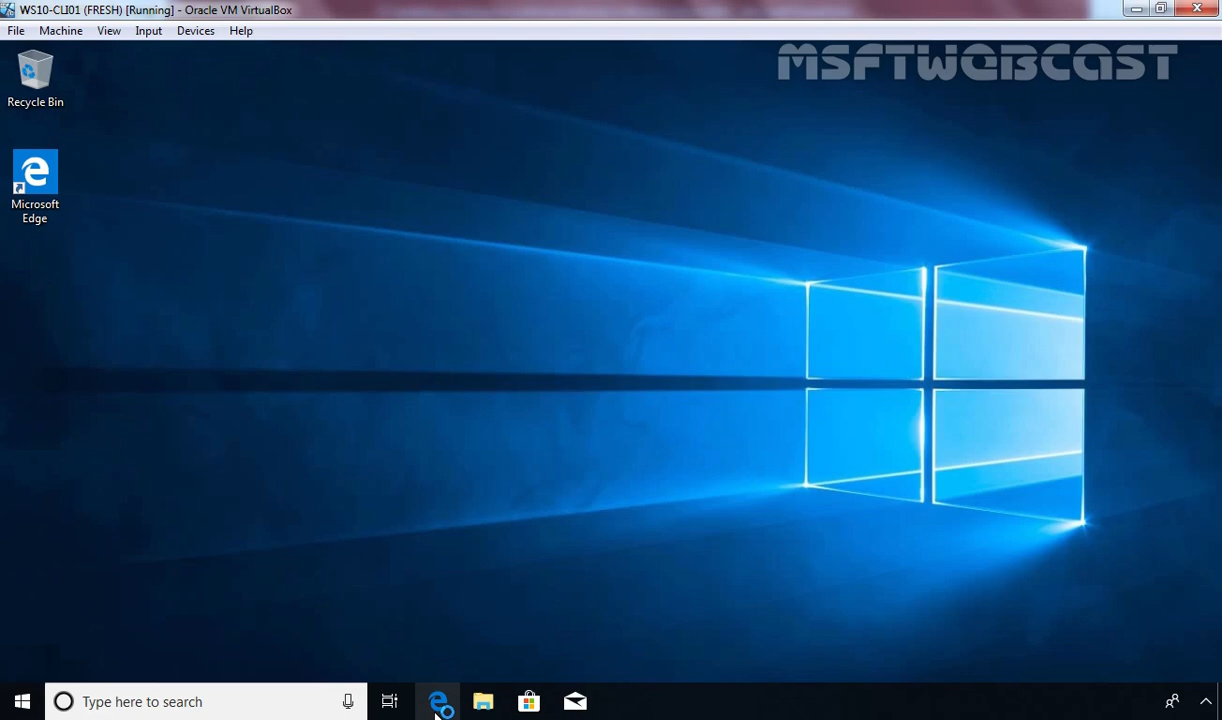 WS10-CLI01 (FRESH) [Running] - Oracle VM VirtualBox
File Machine View Input Devices Help
MSFTWEBCAST
Recycle Bin
Microsoft
Edge
Type here to search